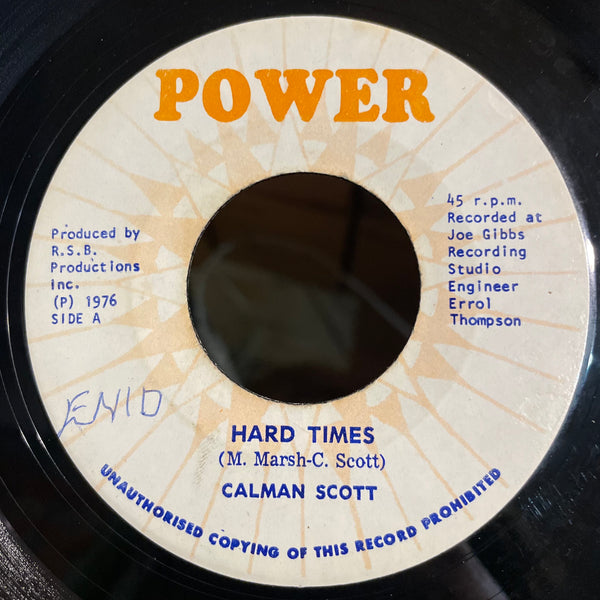 POWER
Produced by
R.S.B.
Productions
Inc.
(P) 1976
SIDE A
45 r.p.m.
Recorded at
Joe Gibbs
Recording
Studio
Engineer
Errol
Thompson
ENID
HARD TIMES
(M. Marsh-C. Scott)
CALMAN SCOTT
UNAUTHORISED COPYING OF THIS RECORD PROHIBITED